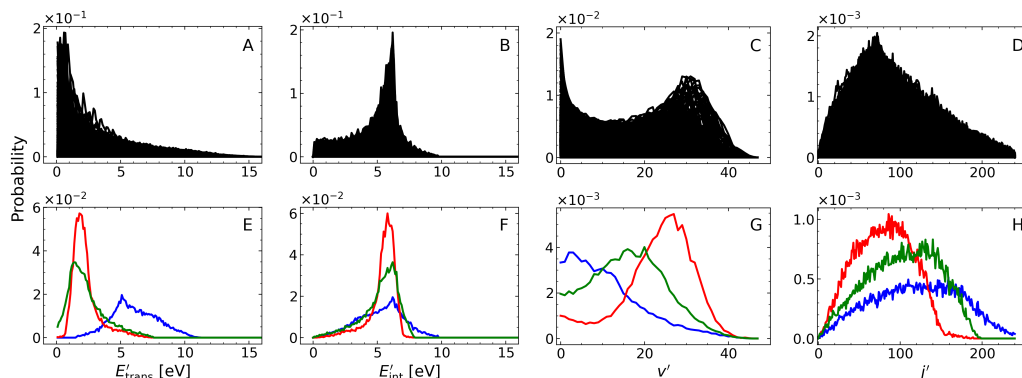 ×10⁻¹ ×10⁻¹ ×10⁻² ×10⁻³
2 A 2 B 2 C 2 D
1 1 1 1
0 0 0 0
0 5 10 15 0 5 10 15 0 20 40 0 100 200
Probability
×10⁻² ×10⁻² ×10⁻³ ×10⁻³
6 E 6 F G 1.0 H
4 4 4
2 2 2 0.5
0 0 0 0.0
0 5 10 15 0 5 10 15 0 20 40 0 100 200
E′trans [eV] E′int [eV] v′ j′